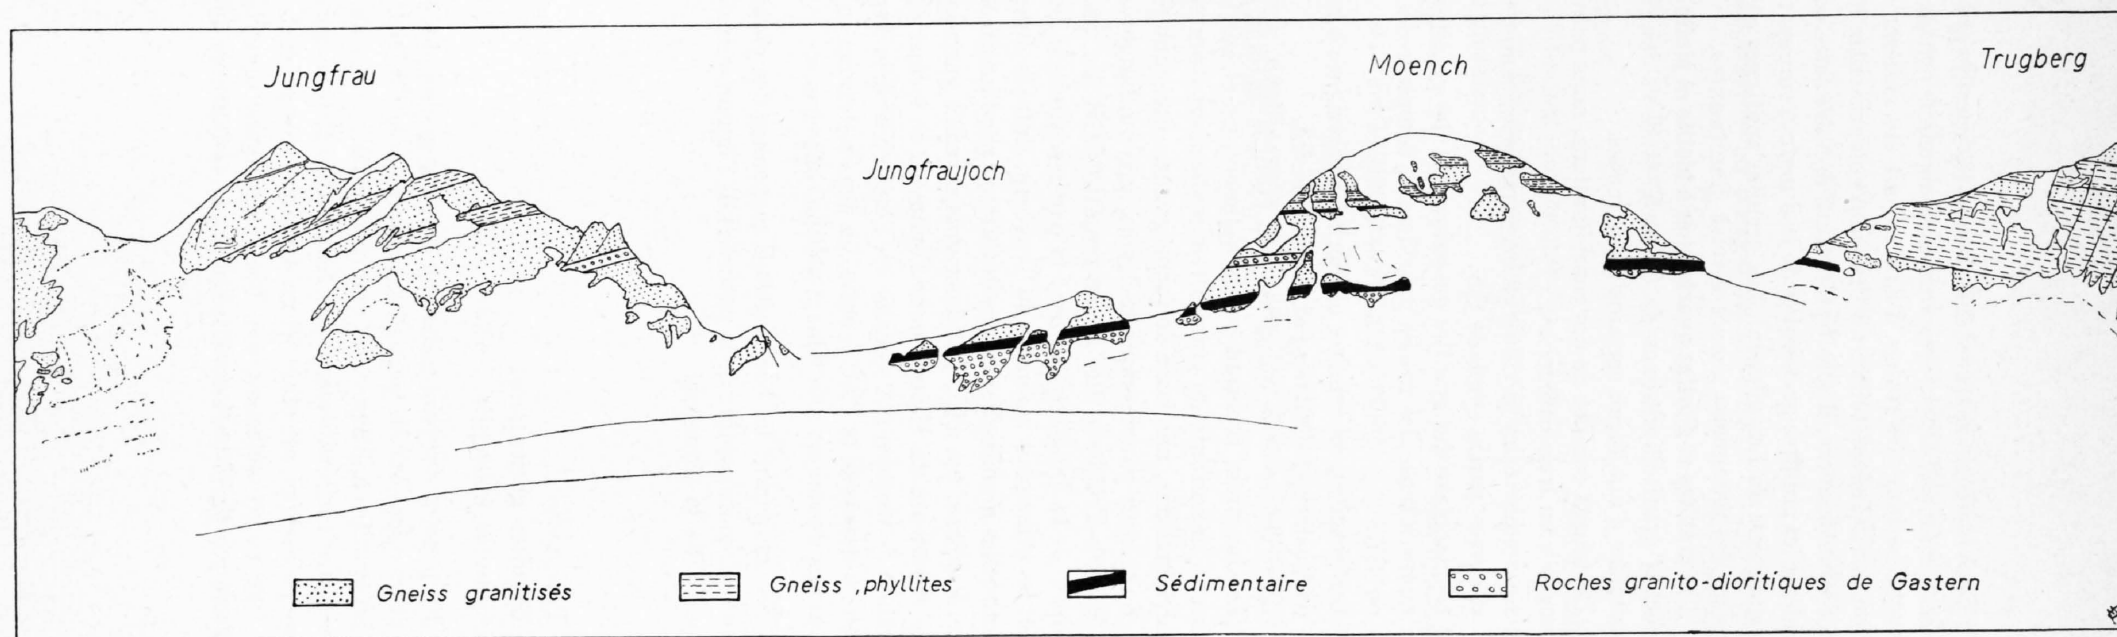 Jungfrau
Jungfraujoch
Moench
Trugberg
Gneiss granitisés
Gneiss ,phyllites
Sédimentaire
Roches granito-dioritiques de Gastern